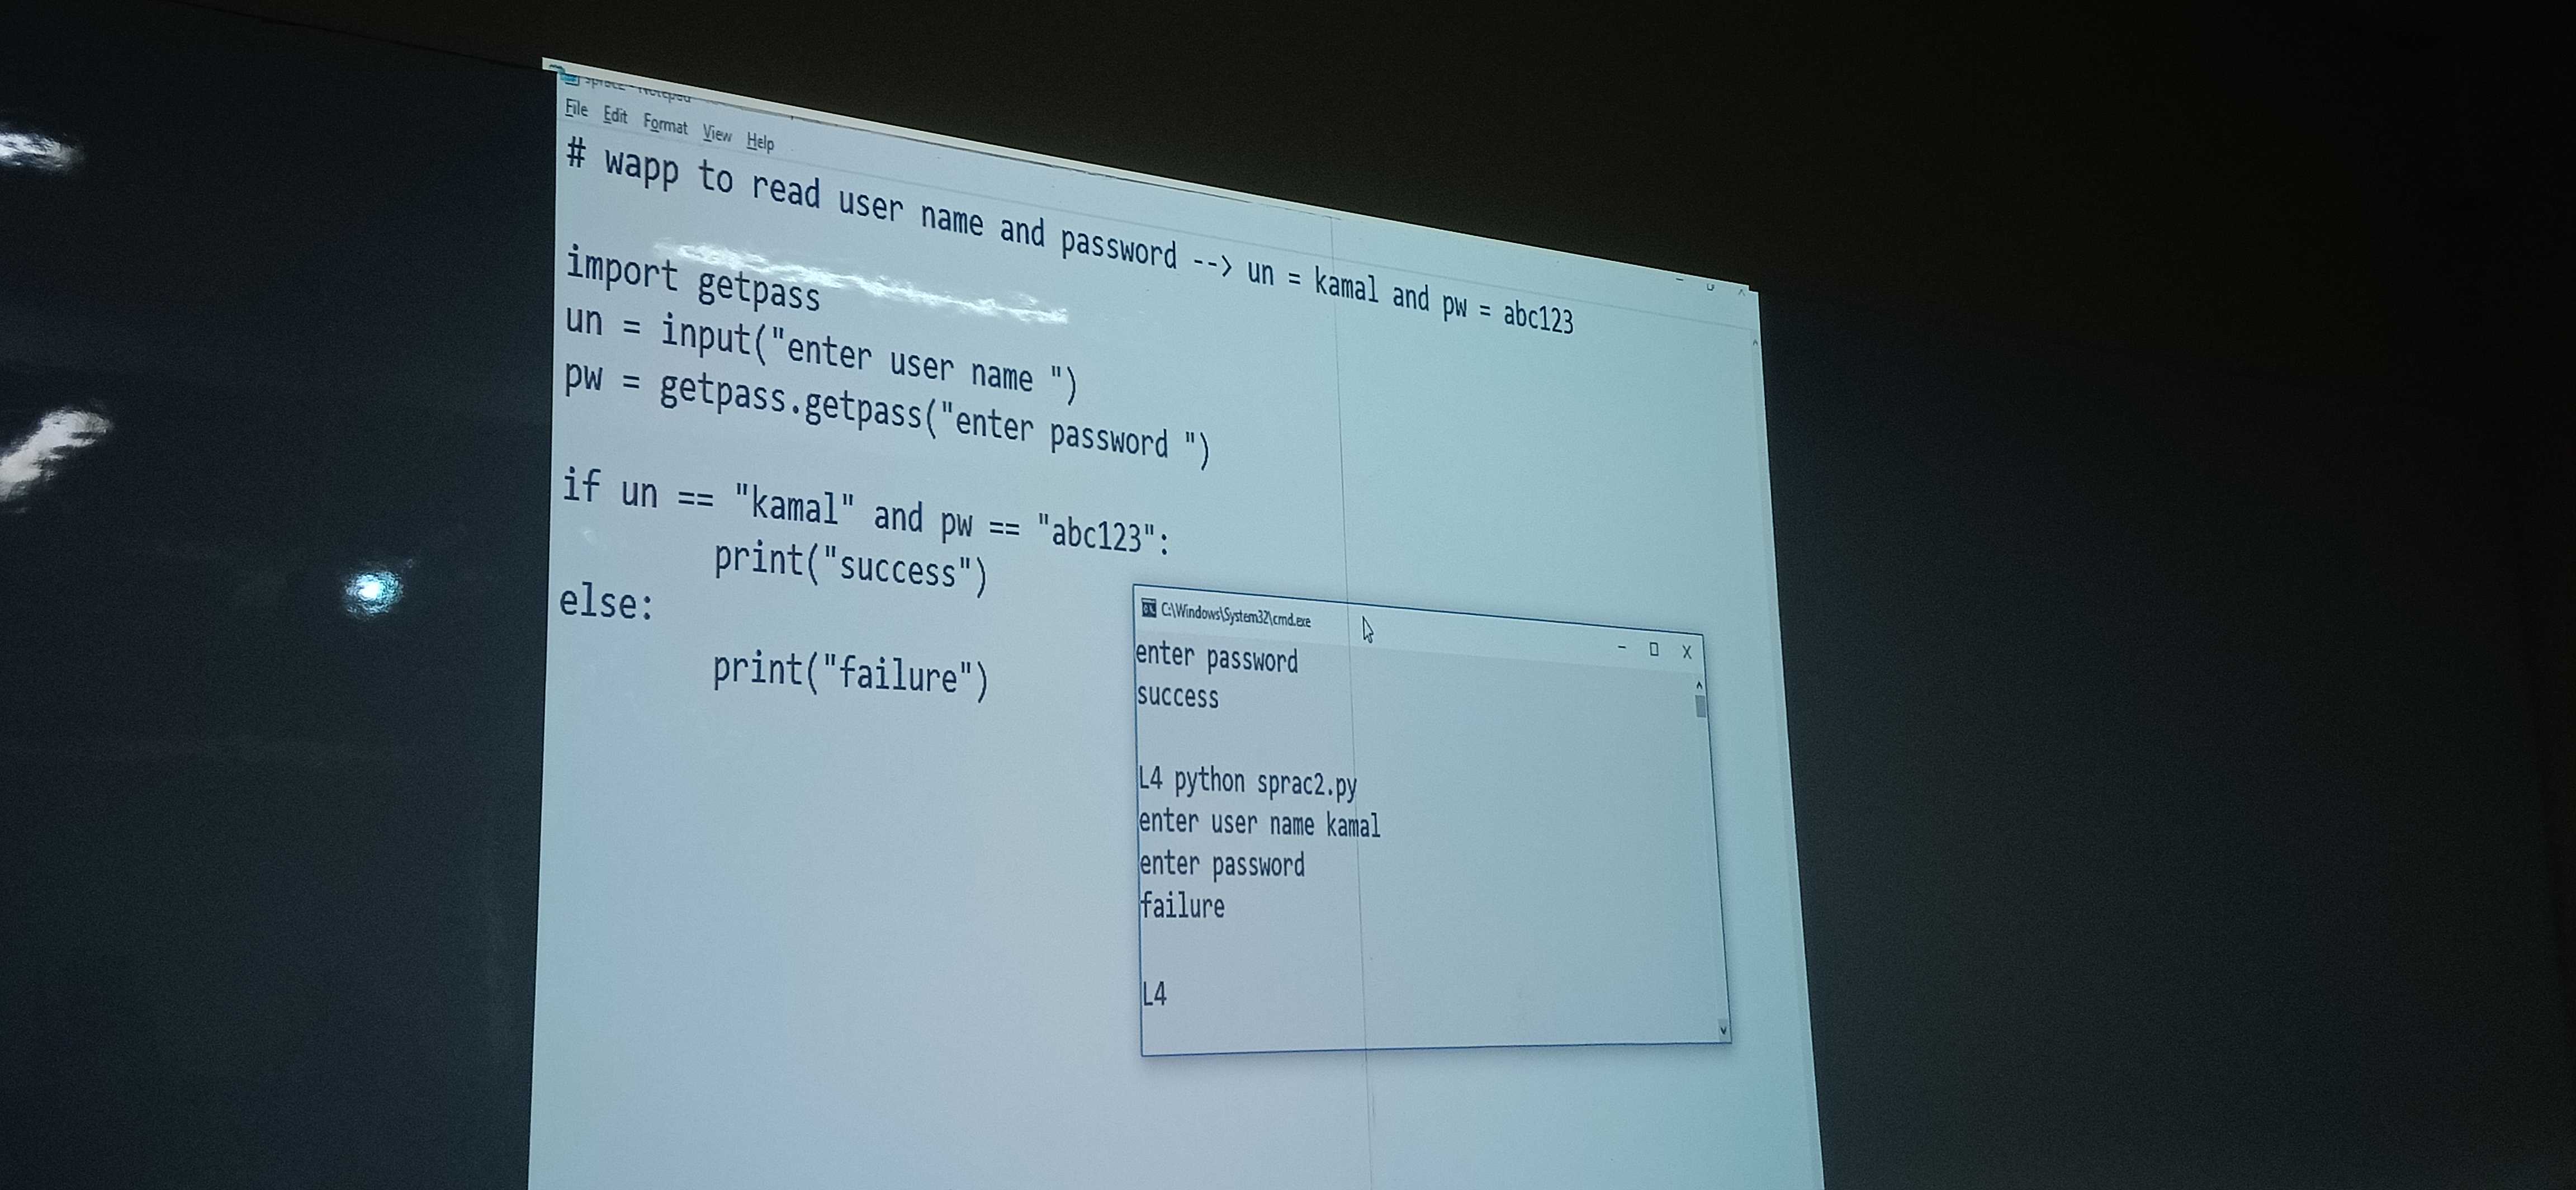 File Edit Format View Help
# wapp to read user name and password --> un = kamal and pw = abc123
import getpass
un = input("enter user name ")
pw = getpass.getpass("enter password ")
if un == "kamal" and pw == "abc123":
print("success")
else:
print("failure")
C:\Windows\System32\cmd.exe
enter password
success
L4 python sprac2.py
enter user name kamal
enter password
failure
L4